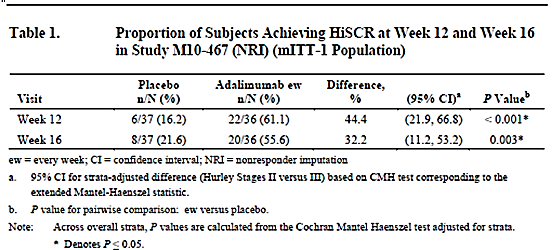 Table 1. Proportion of Subjects Achieving HiSCR at Week 12 and Week 16
in Study M10-467 (NRI) (mITT-1 Population)
Placebo Adalimumab ew Difference,
Visit n/N (%) n/N (%) % (95% CI)a P Valueb
Week 12 6/37 (16.2) 22/36 (61.1) 44.4 (21.9, 66.8) < 0.001*
Week 16 8/37 (21.6) 20/36 (55.6) 32.2 (11.2, 53.2) 0.003*
ew = every week; CI = confidence interval; NRI = nonresponder imputation
a. 95% CI for strata-adjusted difference (Hurley Stages II versus III) based on CMH test corresponding to the
extended Mantel-Haenszel statistic.
b. P value for pairwise comparison: ew versus placebo.
Note: Across overall strata, P values are calculated from the Cochran Mantel Haenszel test adjusted for strata.
* Denotes P ≤ 0.05.